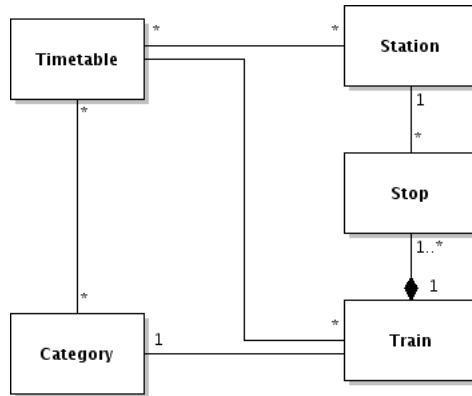 * *
Timetable Station
* 1
*
Stop
1..*
1
* *
Category 1 Train